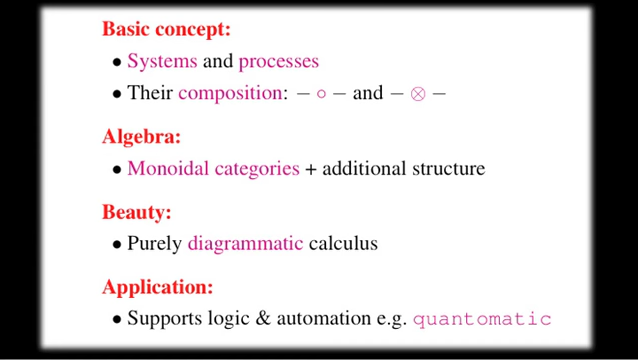 Basic concept:
• Systems and processes
• Their composition: − ∘ − and − ⊗ −
Algebra:
• Monoidal categories + additional structure
Beauty:
• Purely diagrammatic calculus
Application:
• Supports logic & automation e.g. quantomatic